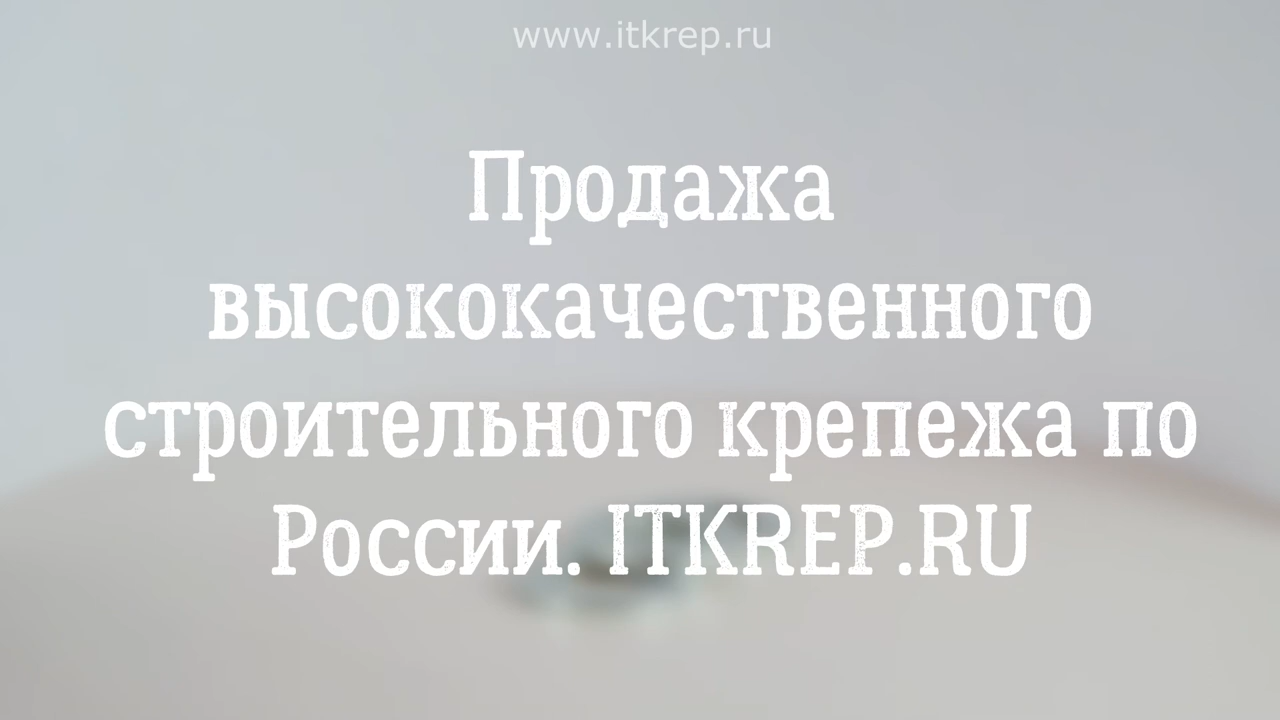 www.itkrep.ru
Продажа
высококачественного
строительного крепежа по
России. ITKREP.RU